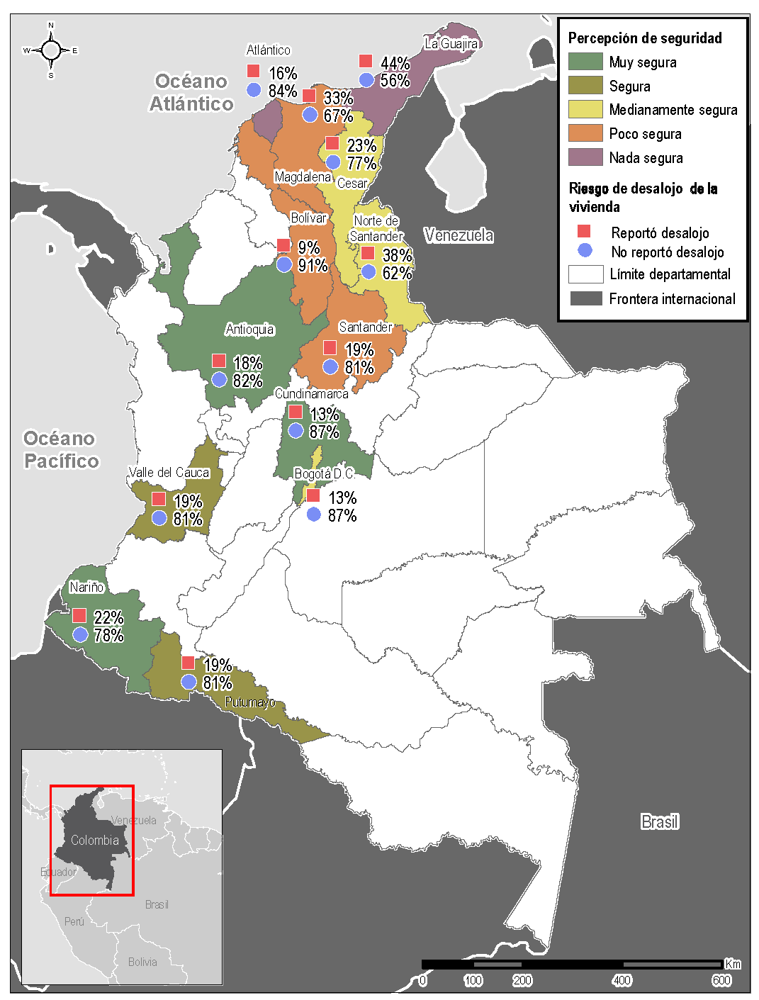 N
W
E
S
Océano
Atlántico
Atlántico
16%
84%
La Guajira
44%
56%
33%
67%
Magdalena
23%
77%
Cesar
Bolívar
9%
91%
Norte de
Santander
38%
62%
Venezuela
Antioquia
18%
82%
Santander
19%
81%
Cundinamarca
13%
87%
Bogotá D.C.
13%
87%
Océano
Pacífico
Valle del Cauca
19%
81%
Nariño
22%
78%
19%
81%
Putumayo
Brasil
Percepción de seguridad
Muy segura
Segura
Medianamente segura
Poco segura
Nada segura
Riesgo de desalojo de la
vivienda
Reportó desalojo
No reportó desalojo
Límite departamental
Frontera internacional
Venezuela
Colombia
Ecuador
Brasil
Perú
Bolivia
Km
0 100 200 400 600